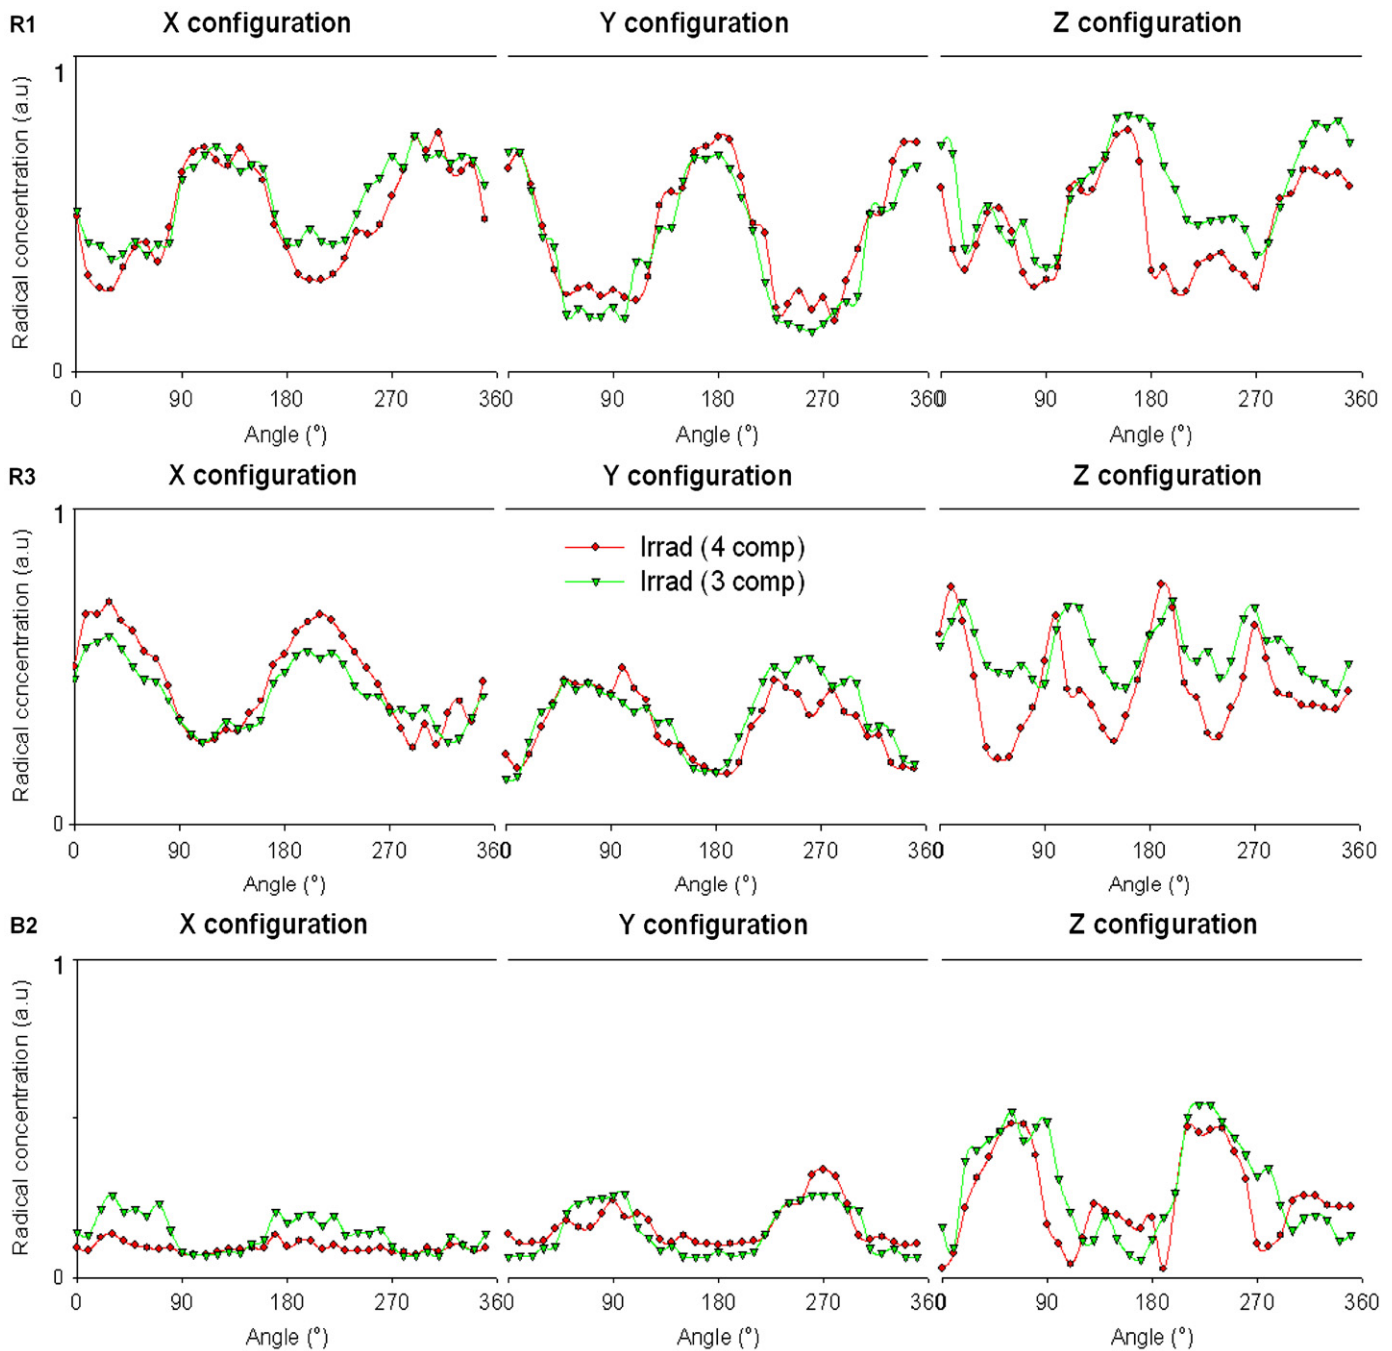 R1
X configuration
Y configuration
Z configuration
Radical concentration (a.u)
1
0
0 90 180 270 360
90 180 270 360
0 90 180 270 360
Angle (°)
Angle (°)
Angle (°)
R3
X configuration
Y configuration
Z configuration
Radical concentration (a.u)
1
0
Irrad (4 comp)
Irrad (3 comp)
0 90 180 270 360
0 90 180 270 360
0 90 180 270 360
Angle (°)
Angle (°)
Angle (°)
B2
X configuration
Y configuration
Z configuration
Radical concentration (a.u)
1
0
0 90 180 270 360
90 180 270 360
0 90 180 270 360
Angle (°)
Angle (°)
Angle (°)